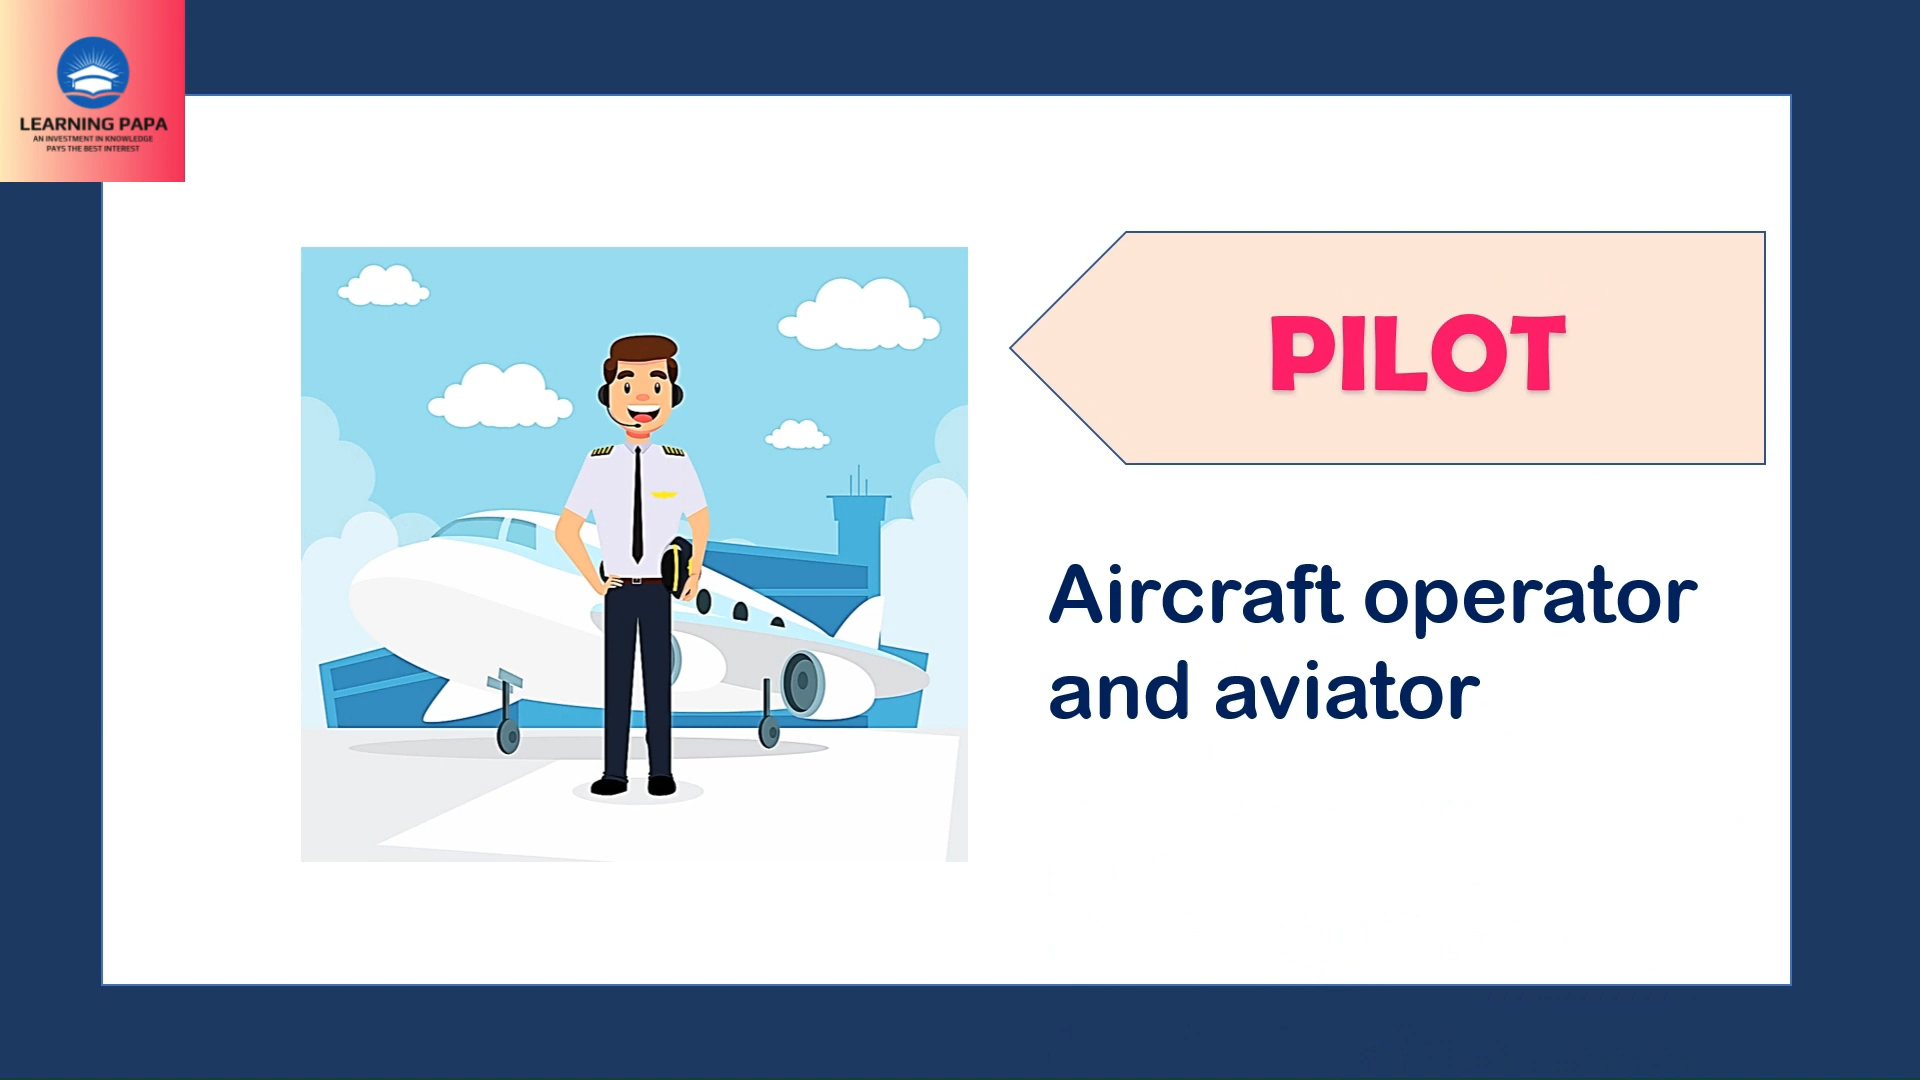 LEARNING PAPA
AN INVESTMENT IN KNOWLEDGE
PAYS THE BEST INTEREST
PILOT
Aircraft operator
and aviator